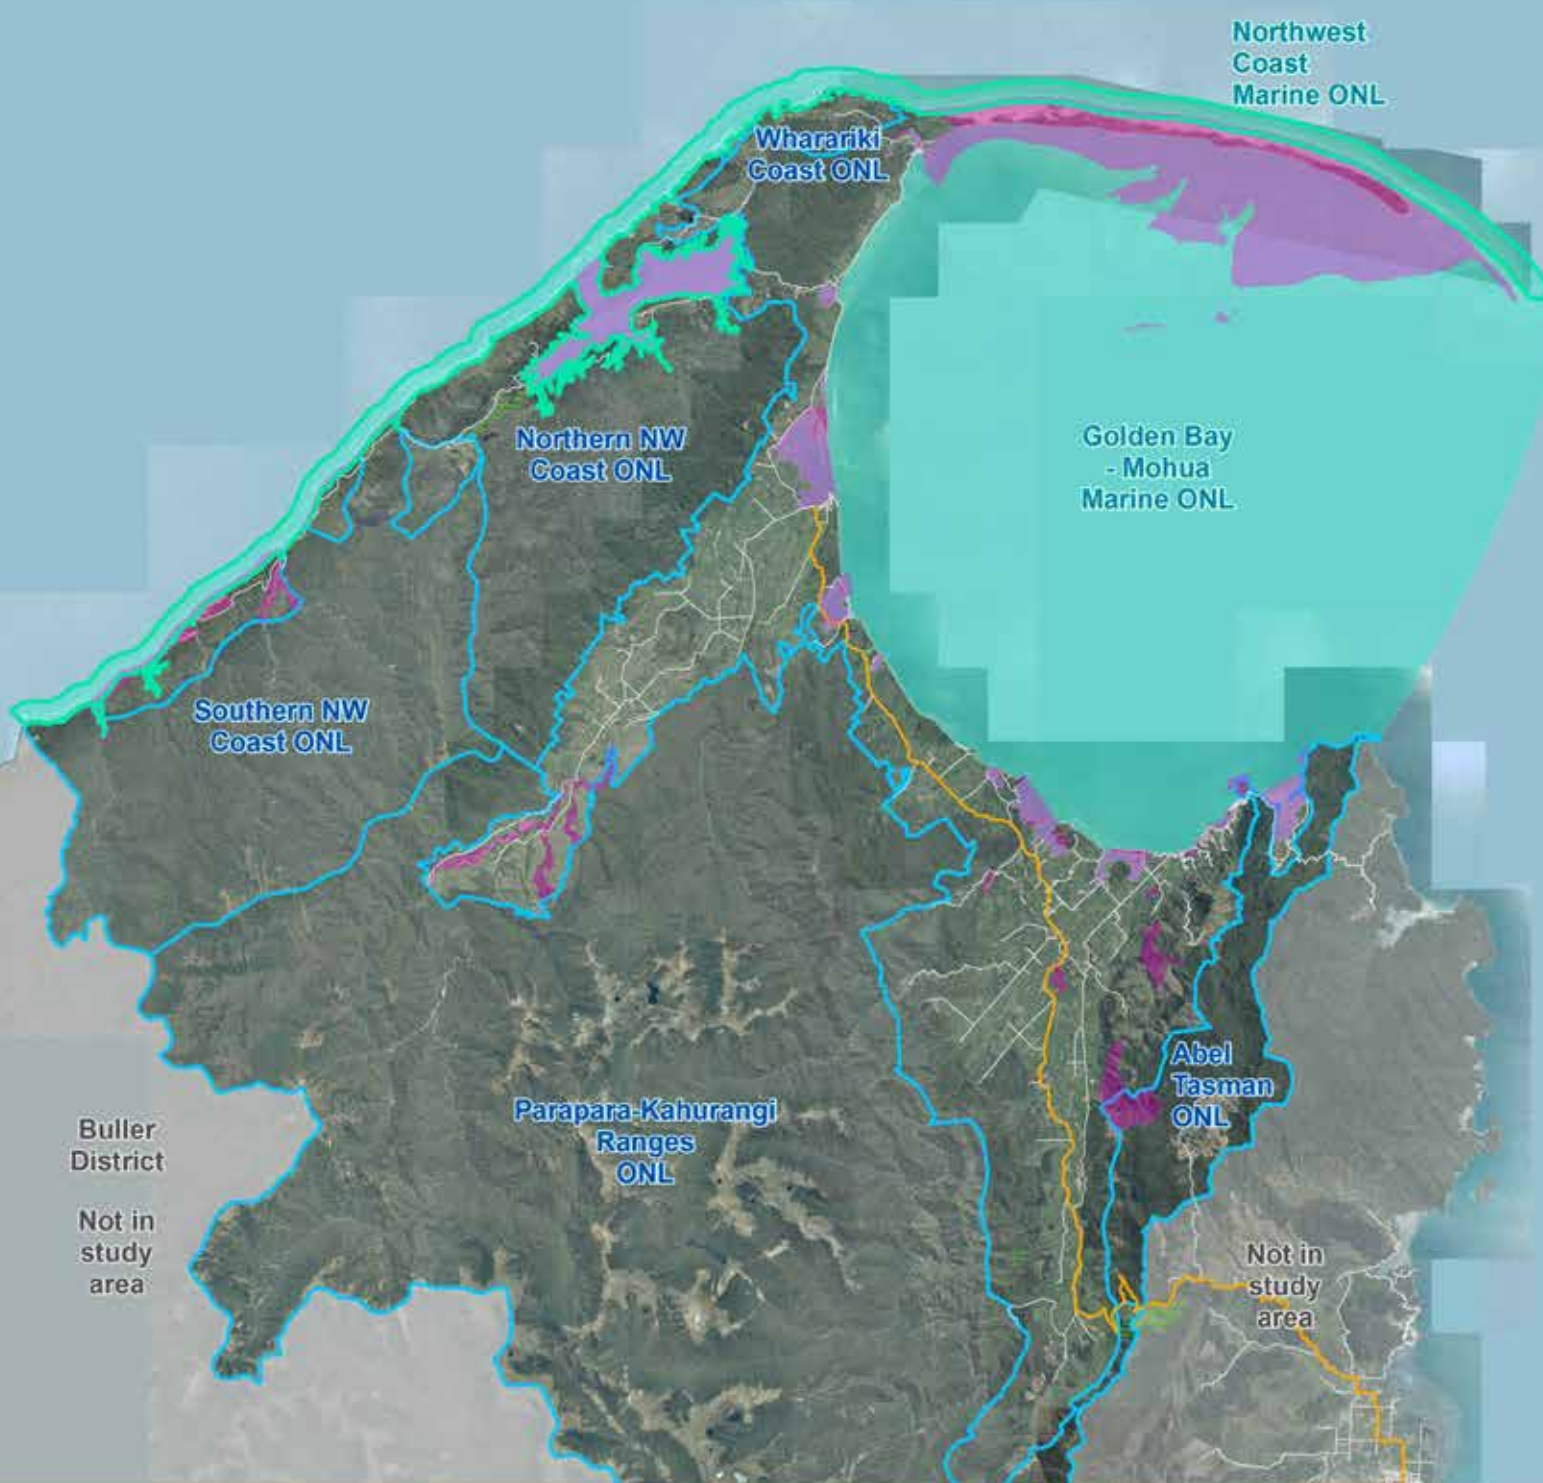 Northwest
Coast
Marine ONL
Wharariki
Coast ONL
Northern NW
Coast ONL
Golden Bay
- Mohua
Marine ONL
Southern NW
Coast ONL
Abel
Tasman
ONL
Parapara-Kahurangi
Ranges
ONL
Buller
District
Not in
study
area
Not in
study
area